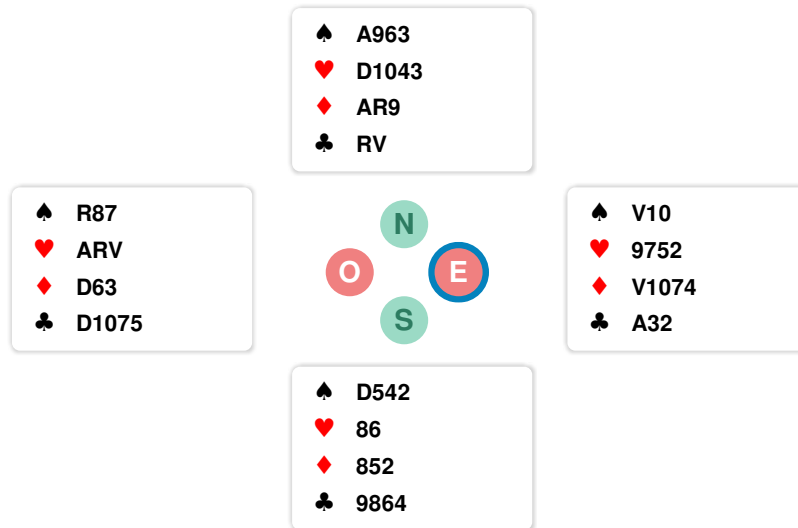 ♠ A963
♥ D1043
♦ AR9
♣ RV
♠ R87
♥ ARV
♦ D63
♣ D1075
N
O E
S
♠ V10
♥ 9752
♦ V1074
♣ A32
♠ D542
♥ 86
♦ 852
♣ 9864